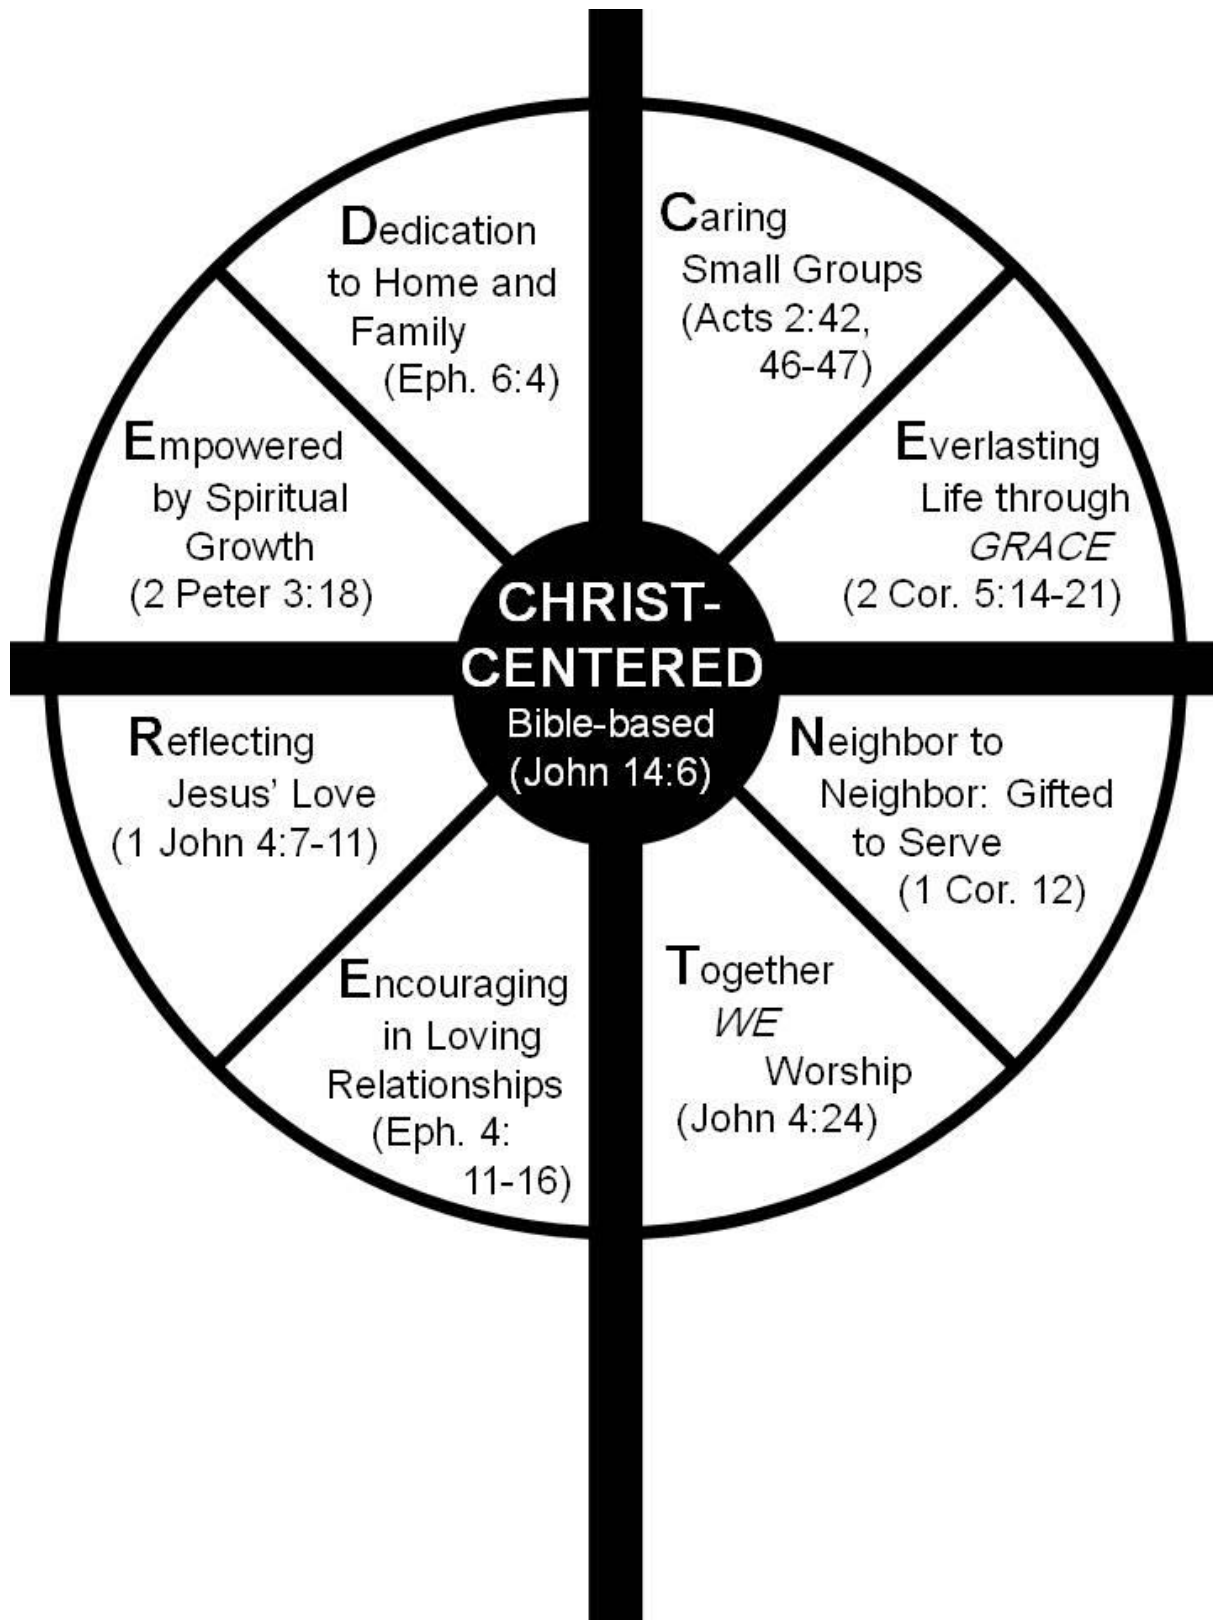 Caring
Small Groups
(Acts 2:42,
46-47)
Everlasting
Life through
GRACE
(2 Cor. 5:14-21)
Neighbor to
Neighbor: Gifted
to Serve
(1 Cor. 12)
Together
WE
Worship
(John 4:24)
Encouraging
in Loving
Relationships
(Eph. 4:
11-16)
Reflecting
Jesus’ Love
(1 John 4:7-11)
Empowered
by Spiritual
Growth
(2 Peter 3:18)
Dedication
to Home and
Family
(Eph. 6:4)
CHRIST-
CENTERED
Bible-based
(John 14:6)